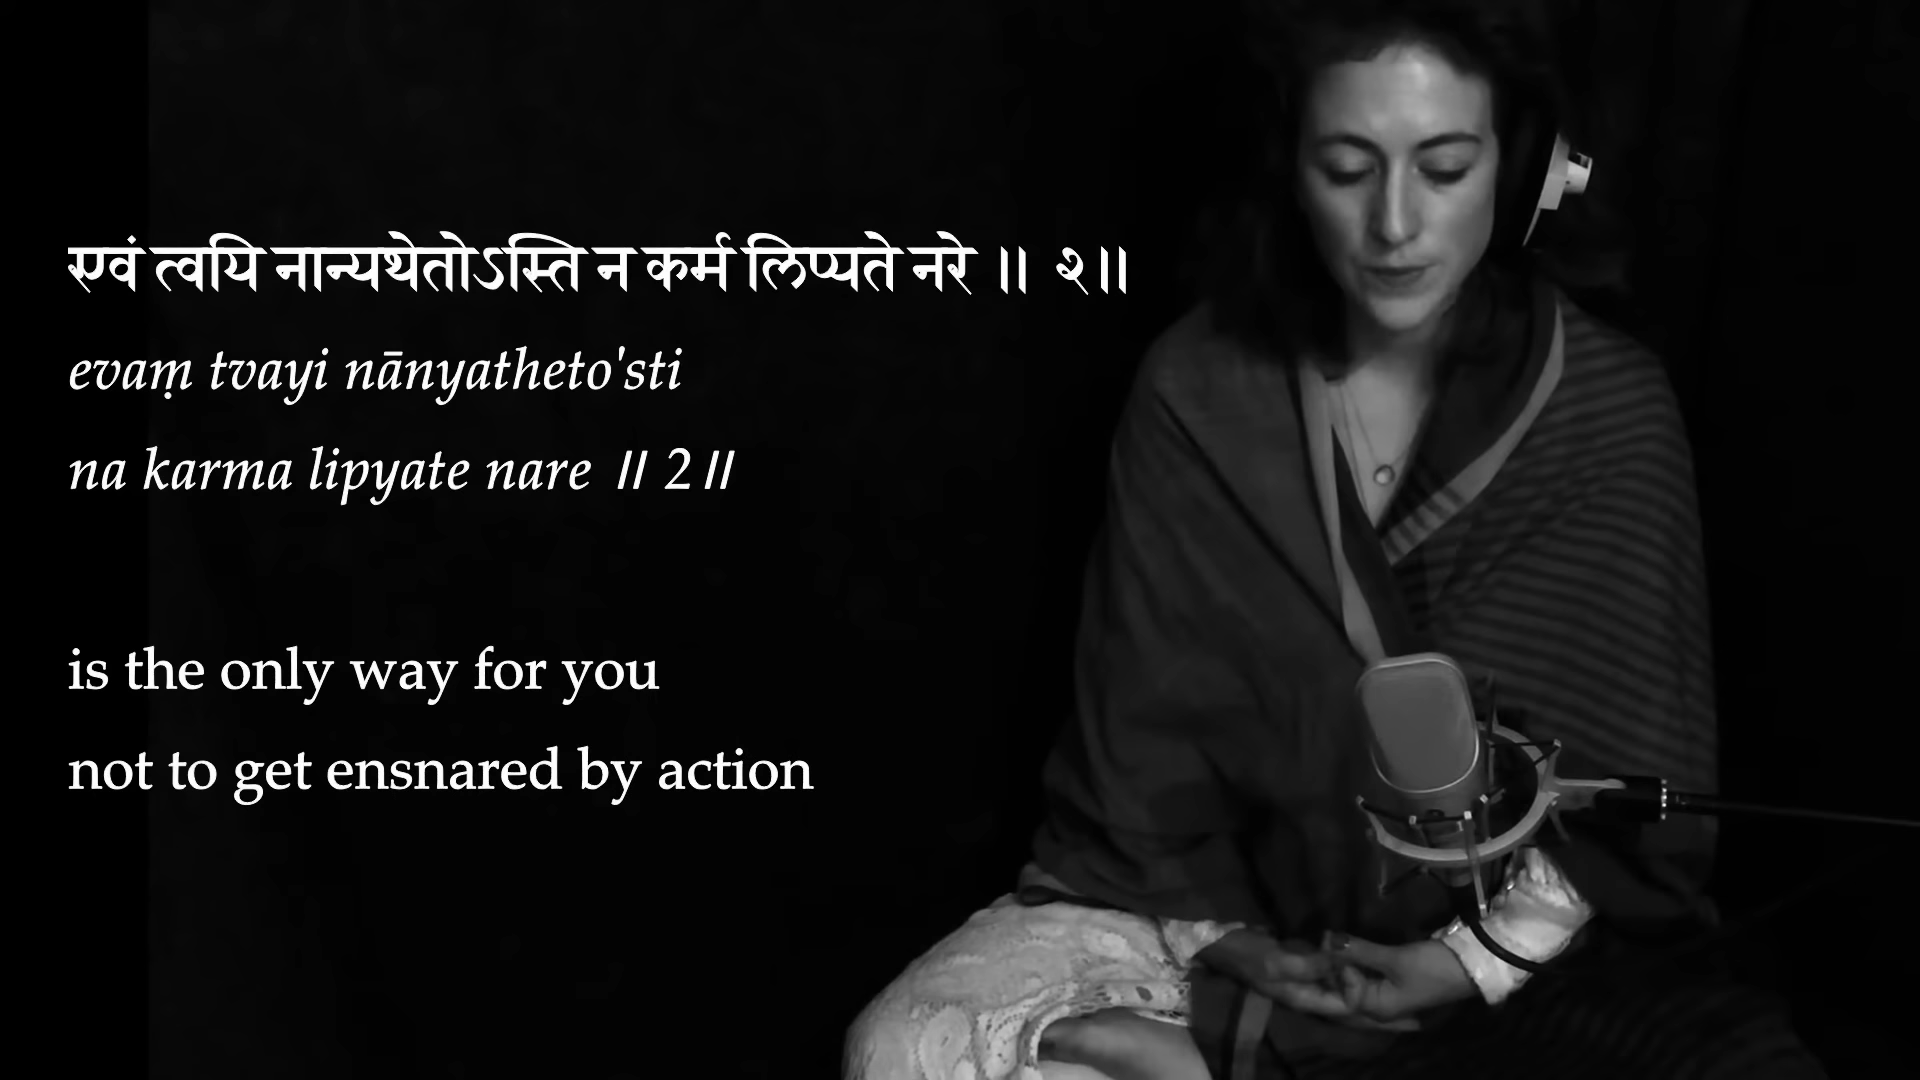 एवं त्वयि नान्यथेतोऽस्ति न कर्म लिप्यते नरे ॥ २॥
evaṃ tvayi nānyatheto'sti
na karma lipyate nare ॥ 2॥
is the only way for you
not to get ensnared by action